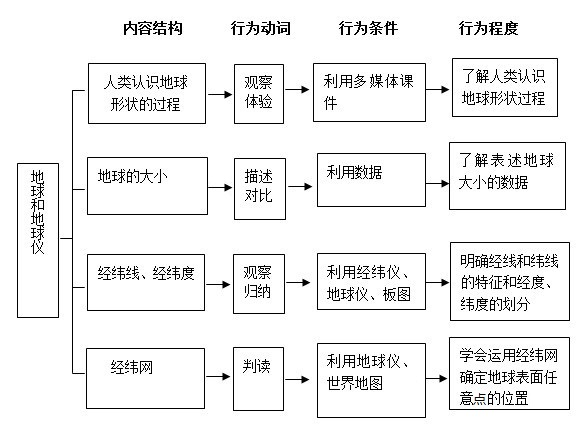 内容结构 行为动词 行为条件 行为程度
地球和地球仪
人类认识地球
形状的过程
观察
体验
利用多媒体课
件
了解人类认识
地球形状过程
地球的大小
描述
对比
利用数据
了解表述地球
大小的数据
经纬线、经纬度
观察
归纳
利用经纬仪、
地球仪、板图
明确经线和纬线
的特征和经度、
纬度的划分
经纬网
判读
利用地球仪、
世界地图
学会运用经纬网
确定地球表面任
意点的位置